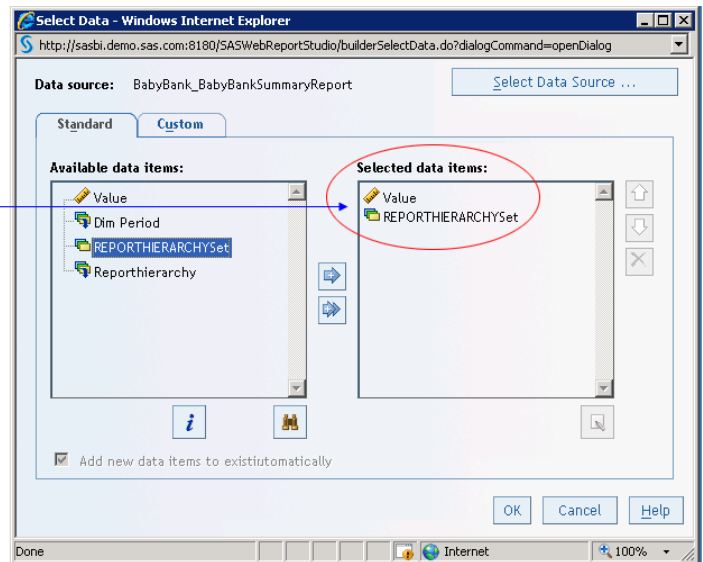 Select Data - Windows Internet Explorer
http://sasbi.demo.sas.com:8180/SASWebReportStudio/builderSelectData.do?dialogCommand=openDialog
Data source: BabyBank_BabyBankSummaryReport
Select Data Source ...
Standard Custom
Available data items:
Value
Dim Period
REPORTHIERARCHYSet
Reporthierarchy
Selected data items:
Value
REPORTHIERARCHYSet
i
Add new data items to existiutomatically
OK Cancel Help
Done Internet 100%